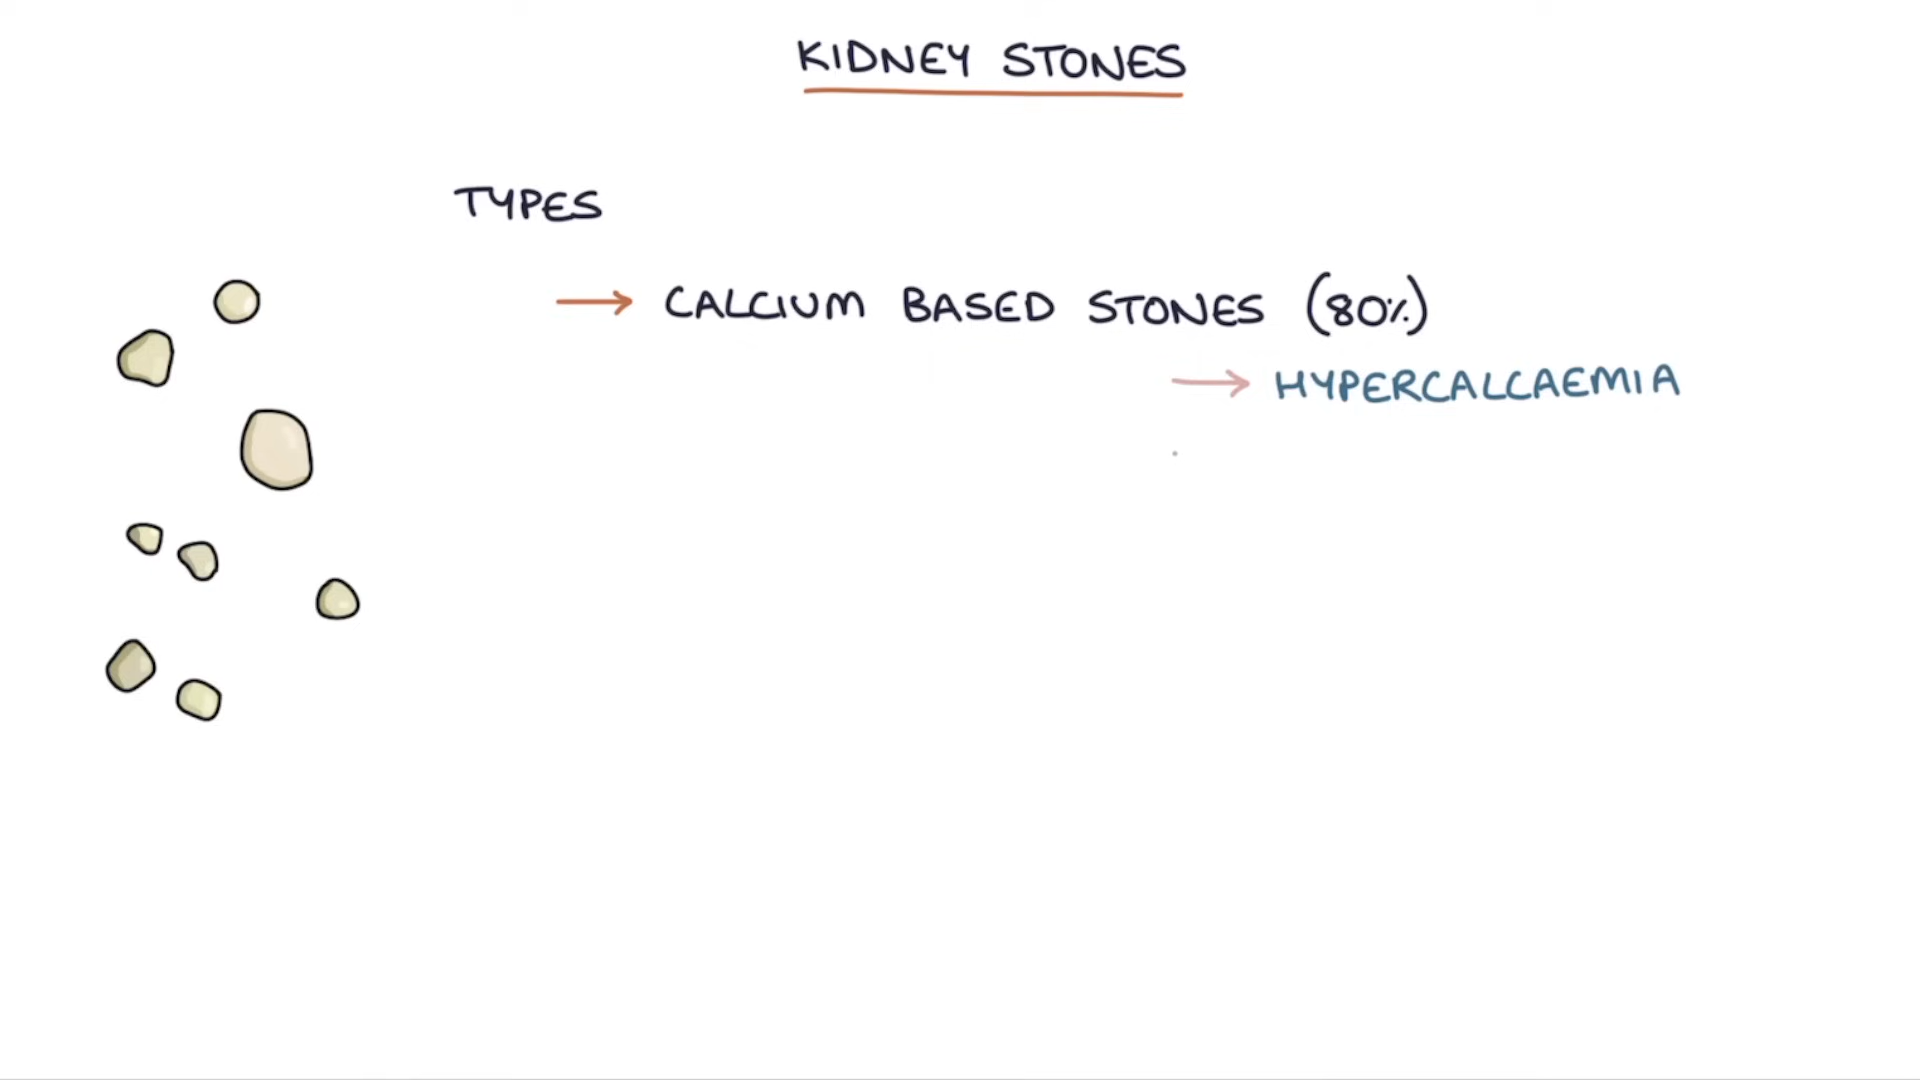 KIDNEY STONES
TYPES
→ CALCIUM BASED STONES (80%)
→ HYPERCALCAEMIA